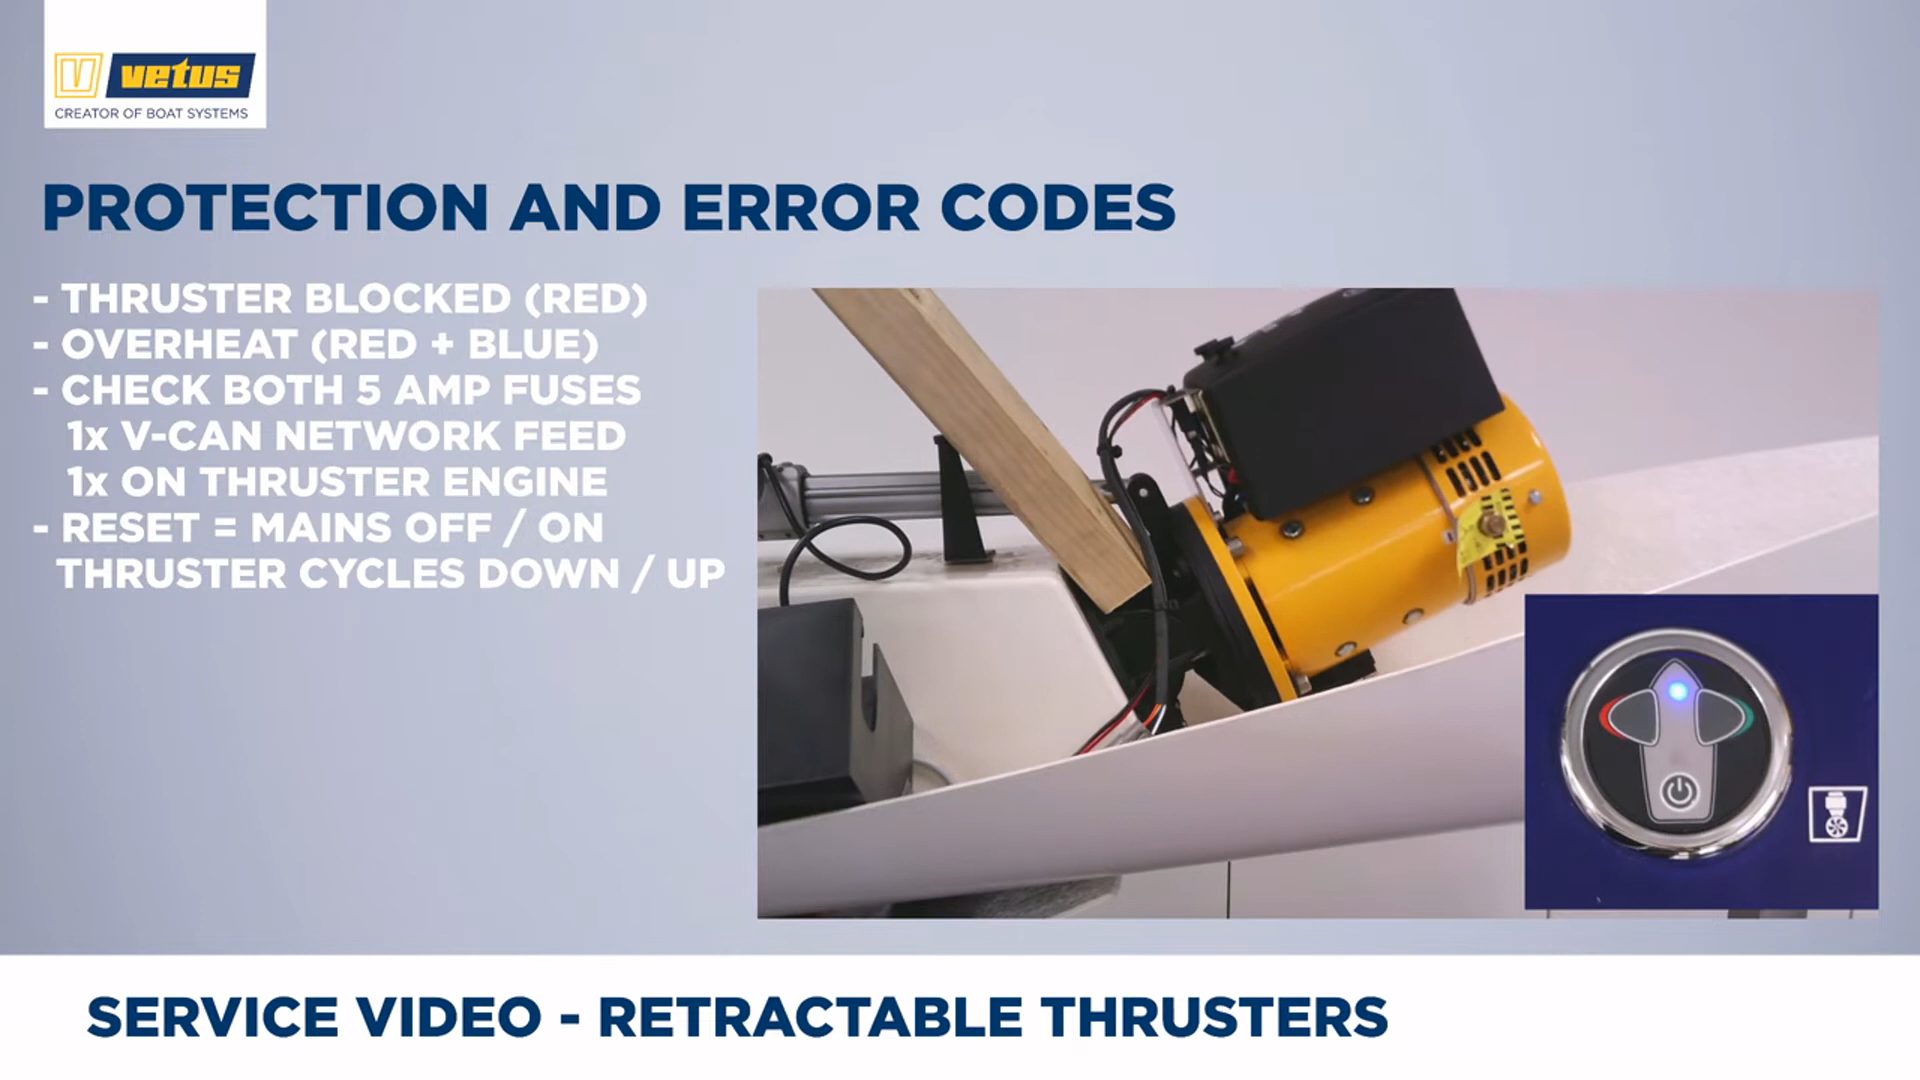 vetus
CREATOR OF BOAT SYSTEMS
PROTECTION AND ERROR CODES
- THRUSTER BLOCKED (RED)
- OVERHEAT (RED + BLUE)
- CHECK BOTH 5 AMP FUSES
1x V-CAN NETWORK FEED
1x ON THRUSTER ENGINE
- RESET = MAINS OFF / ON
THRUSTER CYCLES DOWN / UP
SERVICE VIDEO - RETRACTABLE THRUSTERS